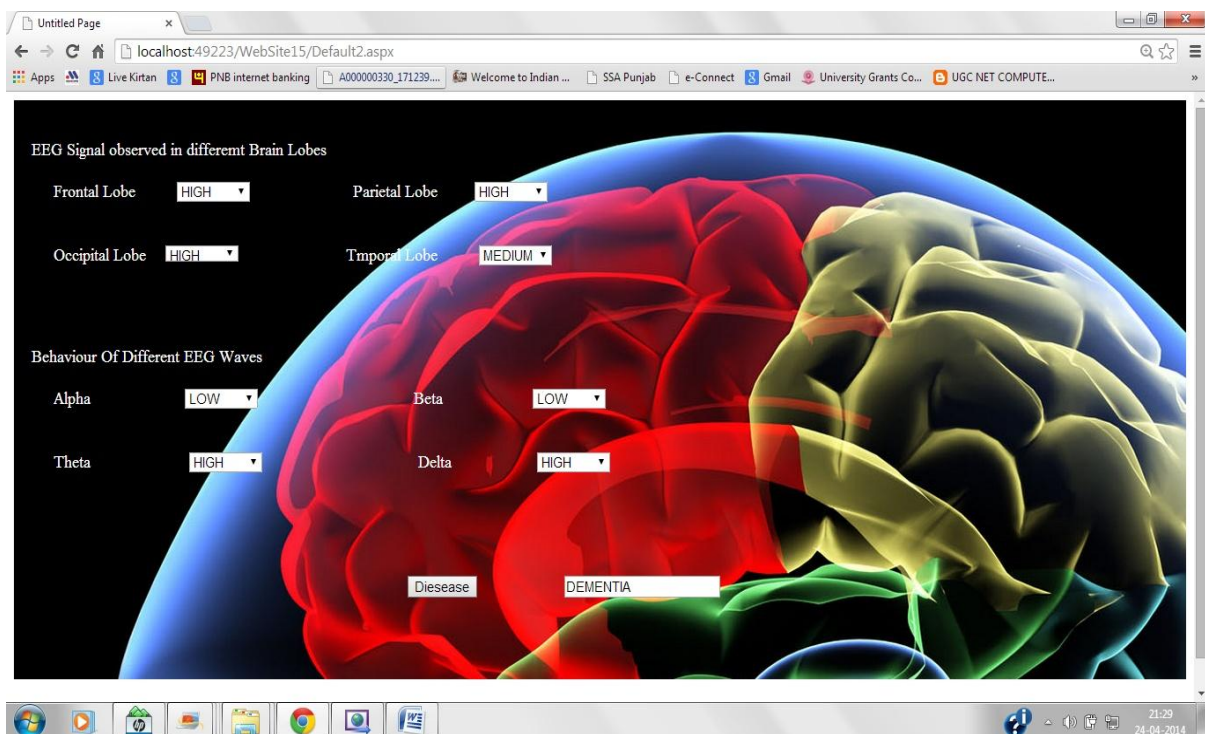 Untitled Page
localhost:49223/WebSite15/Default2.aspx
Apps Live Kirtan PNB internet banking A000000330_171239.... Welcome to Indian ... SSA Punjab e-Connect Gmail University Grants Co... UGC NET COMPUTE... »
EEG Signal observed in differemt Brain Lobes
Frontal Lobe HIGH Parietal Lobe HIGH
Occipital Lobe HIGH Tmporal Lobe MEDIUM
Behaviour Of Different EEG Waves
Alpha LOW Beta LOW
Theta HIGH Delta HIGH
Diesease DEMENTIA
21:29
24-04-2014